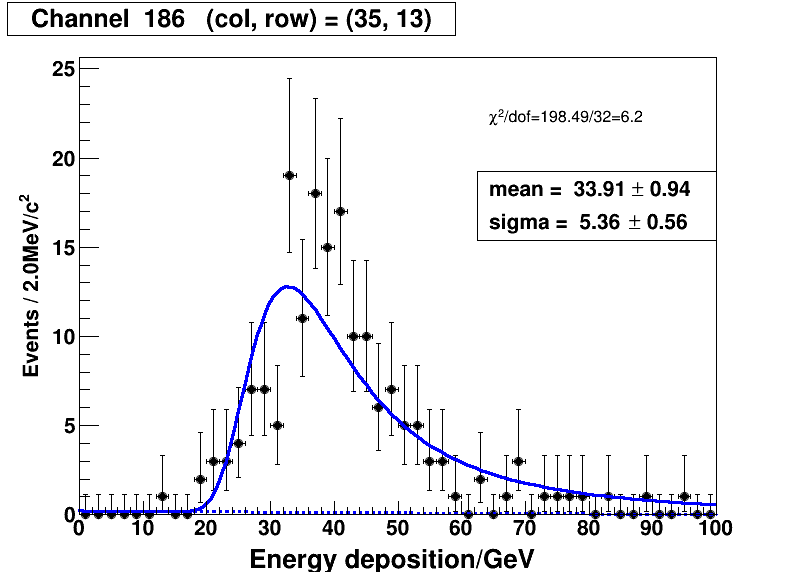 Channel 186 (col, row) = (35, 13)
25
20
15
10
5
0
Events / 2.0MeV/c²
χ²/dof=198.49/32=6.2
mean = 33.91 ± 0.94
sigma = 5.36 ± 0.56
0 10 20 30 40 50 60 70 80 90 100
Energy deposition/GeV